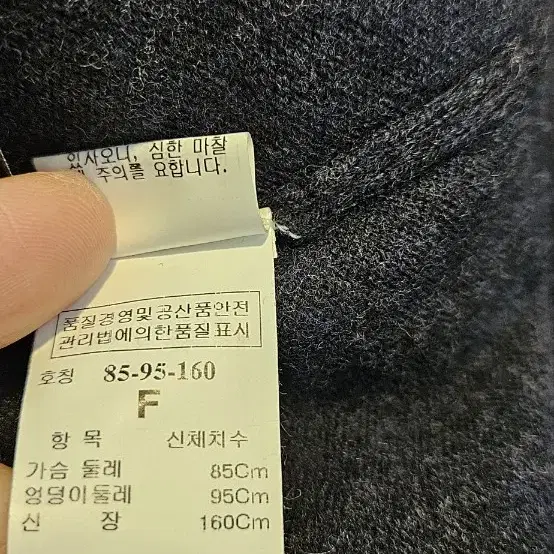 있사오니, 심한 마찰
주의를 요합니다.
품질경영및공산품안전
관리법에의한품질표시
호칭 85-95-160
F
항 목 신체치수
가슴 둘레 85Cm
엉덩이둘레 95Cm
신 장 160Cm